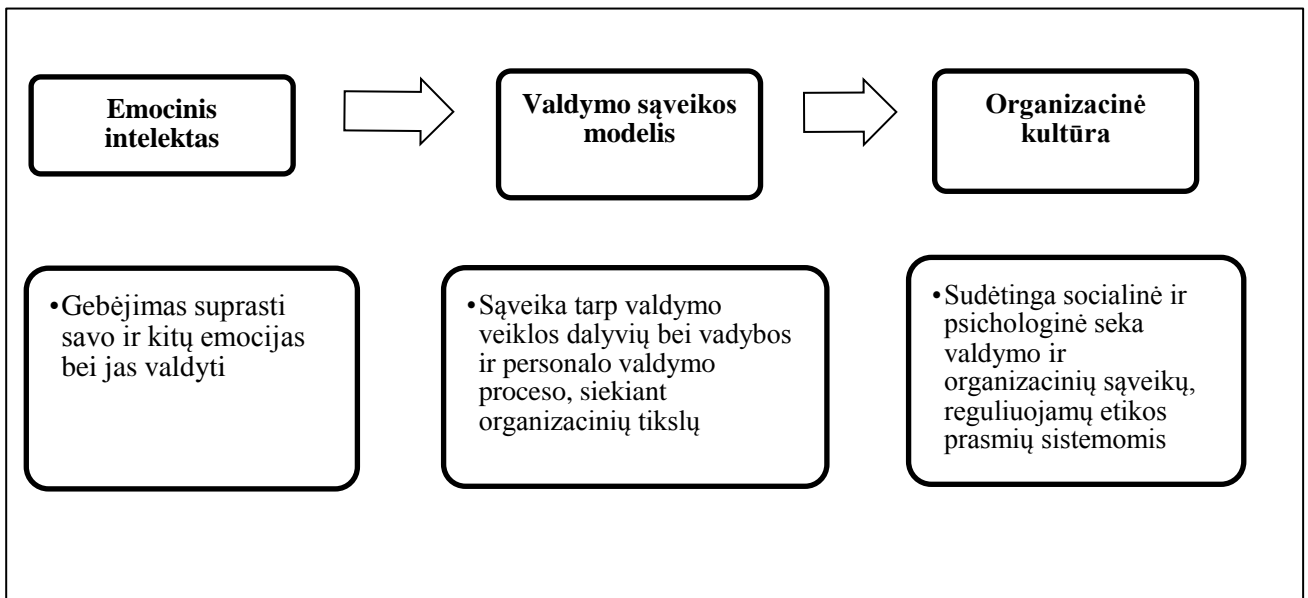 Emocinis
intelektas
Valdymo sąveikos
modelis
Organizacinė
kultūra
•Gebėjimas suprasti
savo ir kitų emocijas
bei jas valdyti
•Sąveika tarp valdymo
veiklos dalyvių bei vadybos
ir personalo valdymo
proceso, siekiant
organizacinių tikslų
•Sudėtinga socialinė ir
psichologinė seka
valdymo ir
organizacinių sąveikų,
reguliuojamų etikos
prasmių sistemomis